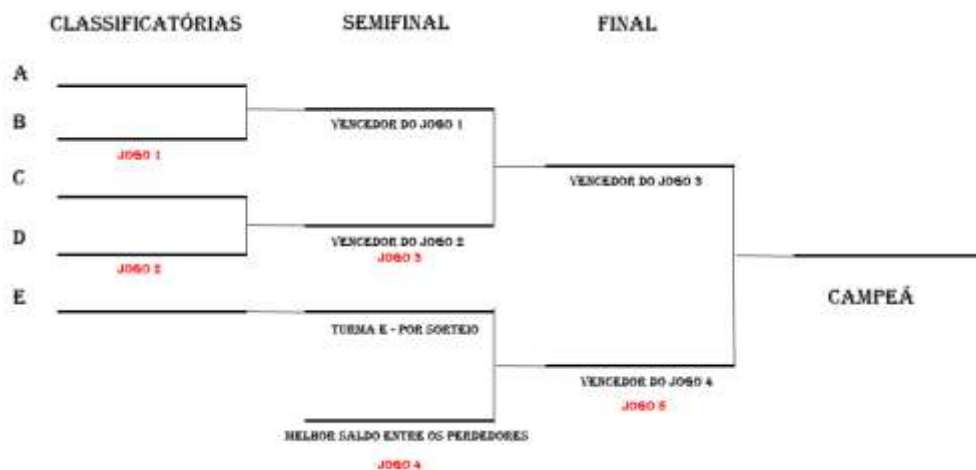 CLASSIFICATÓRIAS SEMIFINAL FINAL
A
B
VENCEDOR DO JOGO 1
JOGO 1
C
VENCEDOR DO JOGO 3
D
VENCEDOR DO JOGO 2
JOGO 3
JOGO 2
E
CAMPEÃ
TURMA E - POR SORTEIO
VENCEDOR DO JOGO 4
JOGO 5
MELHOR SALDO ENTRE OS PERDEDORES
JOGO 4